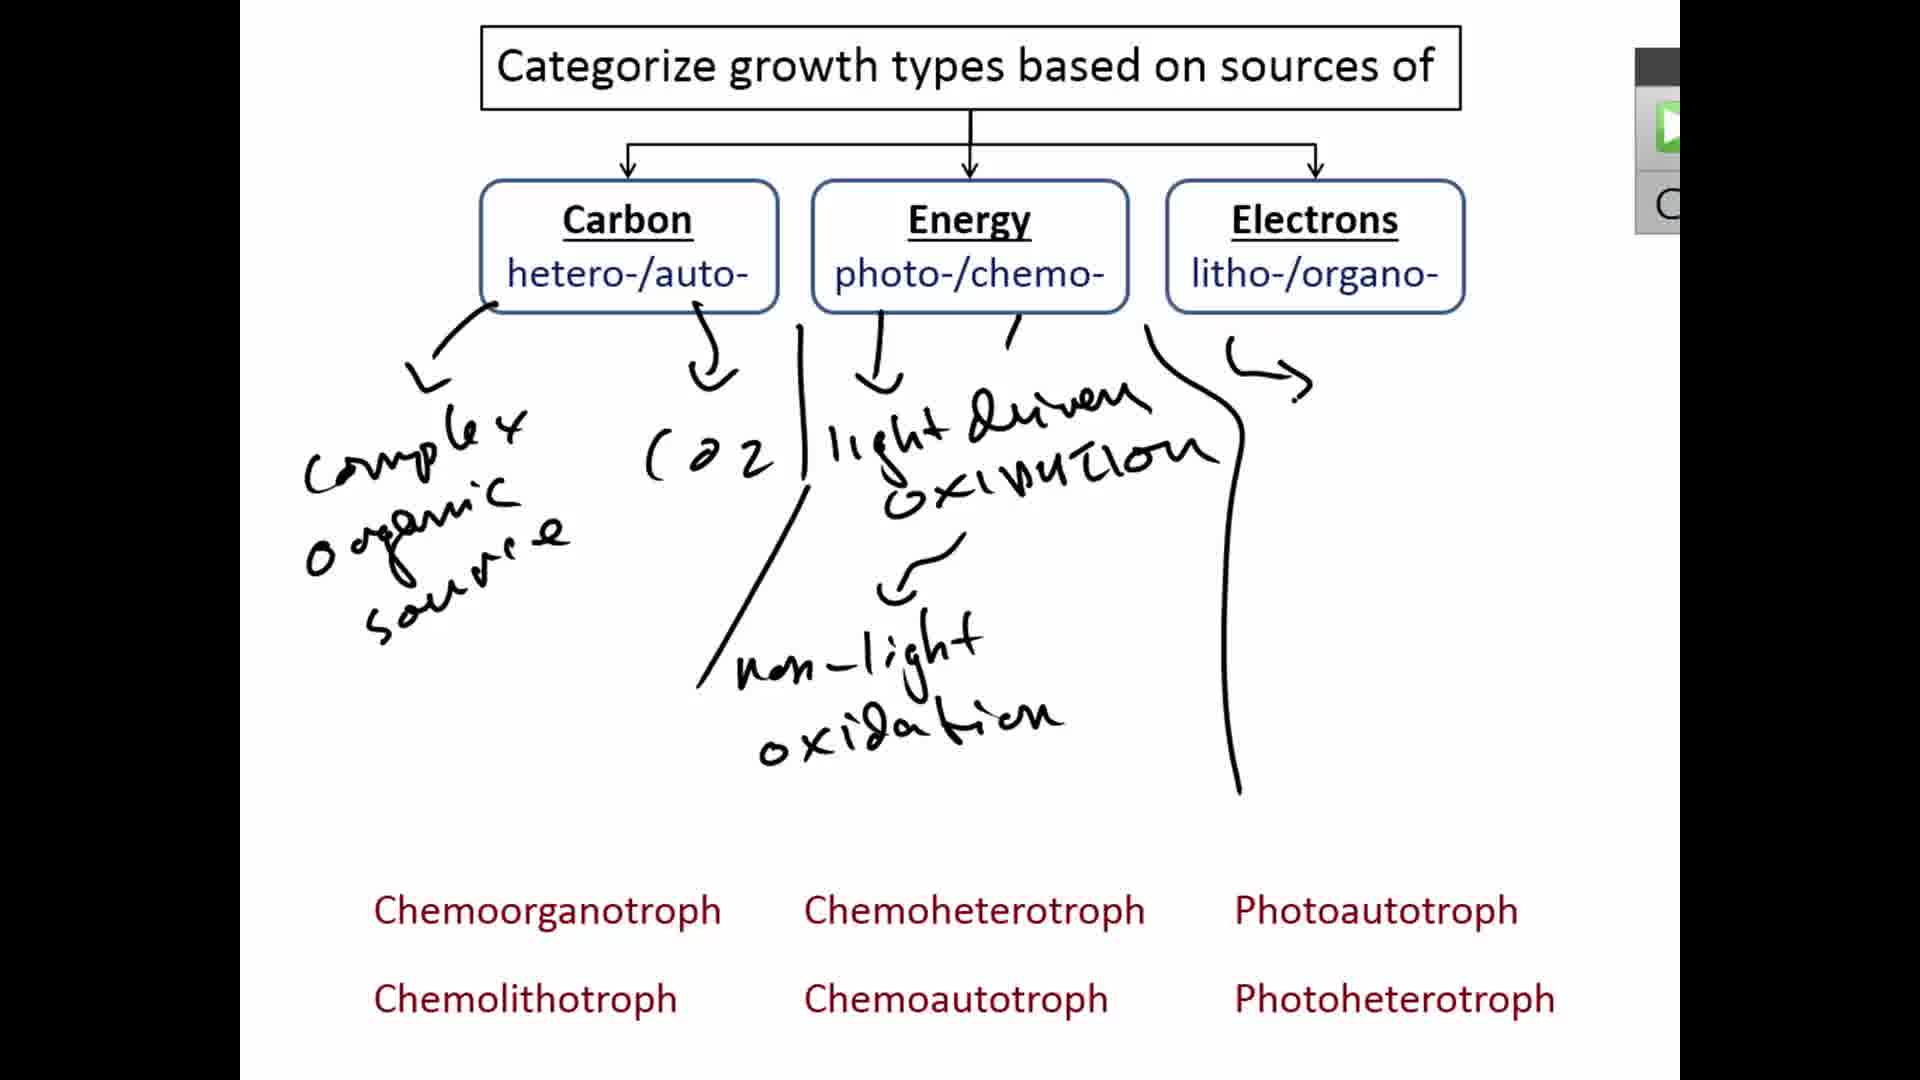 Categorize growth types based on sources of
Carbon
hetero-/auto-
Energy
photo-/chemo-
Electrons
litho-/organo-
complex
organic
source
CO2
light driven
OXIDATION
non-light
oxidation
Chemoorganotroph
Chemoheterotroph
Photoautotroph
Chemolithotroph
Chemoautotroph
Photoheterotroph